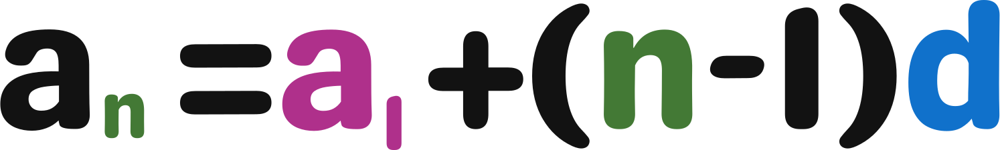 aₙ = a₁ + (n - 1)d